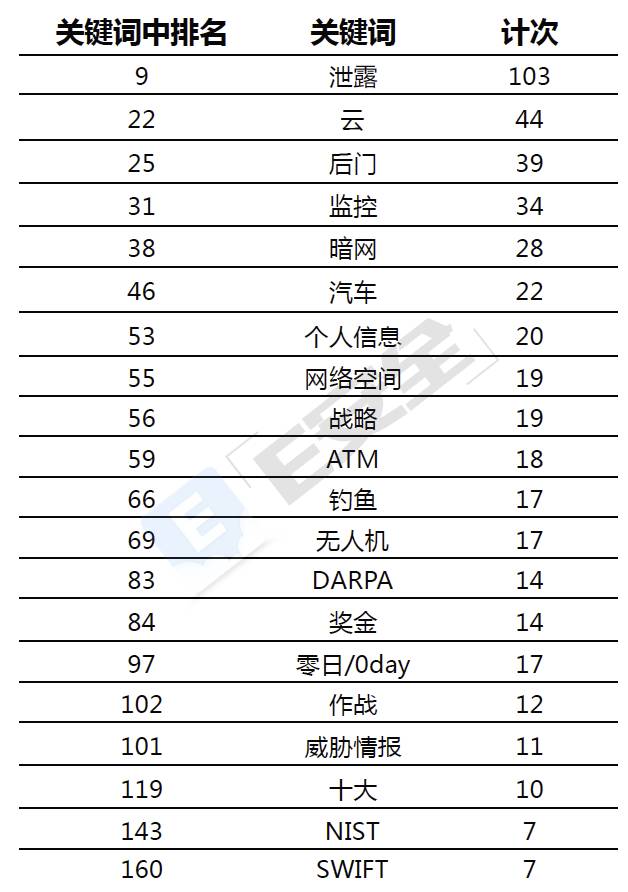 关键词中排名 关键词 计次
9 泄露 103
22 云 44
25 后门 39
31 监控 34
38 暗网 28
46 汽车 22
53 个人信息 20
55 网络空间 19
56 战略 19
59 ATM 18
66 钓鱼 17
69 无人机 17
83 DARPA 14
84 奖金 14
97 零日/0day 17
102 作战 12
101 威胁情报 11
119 十大 10
143 NIST 7
160 SWIFT 7
E安全